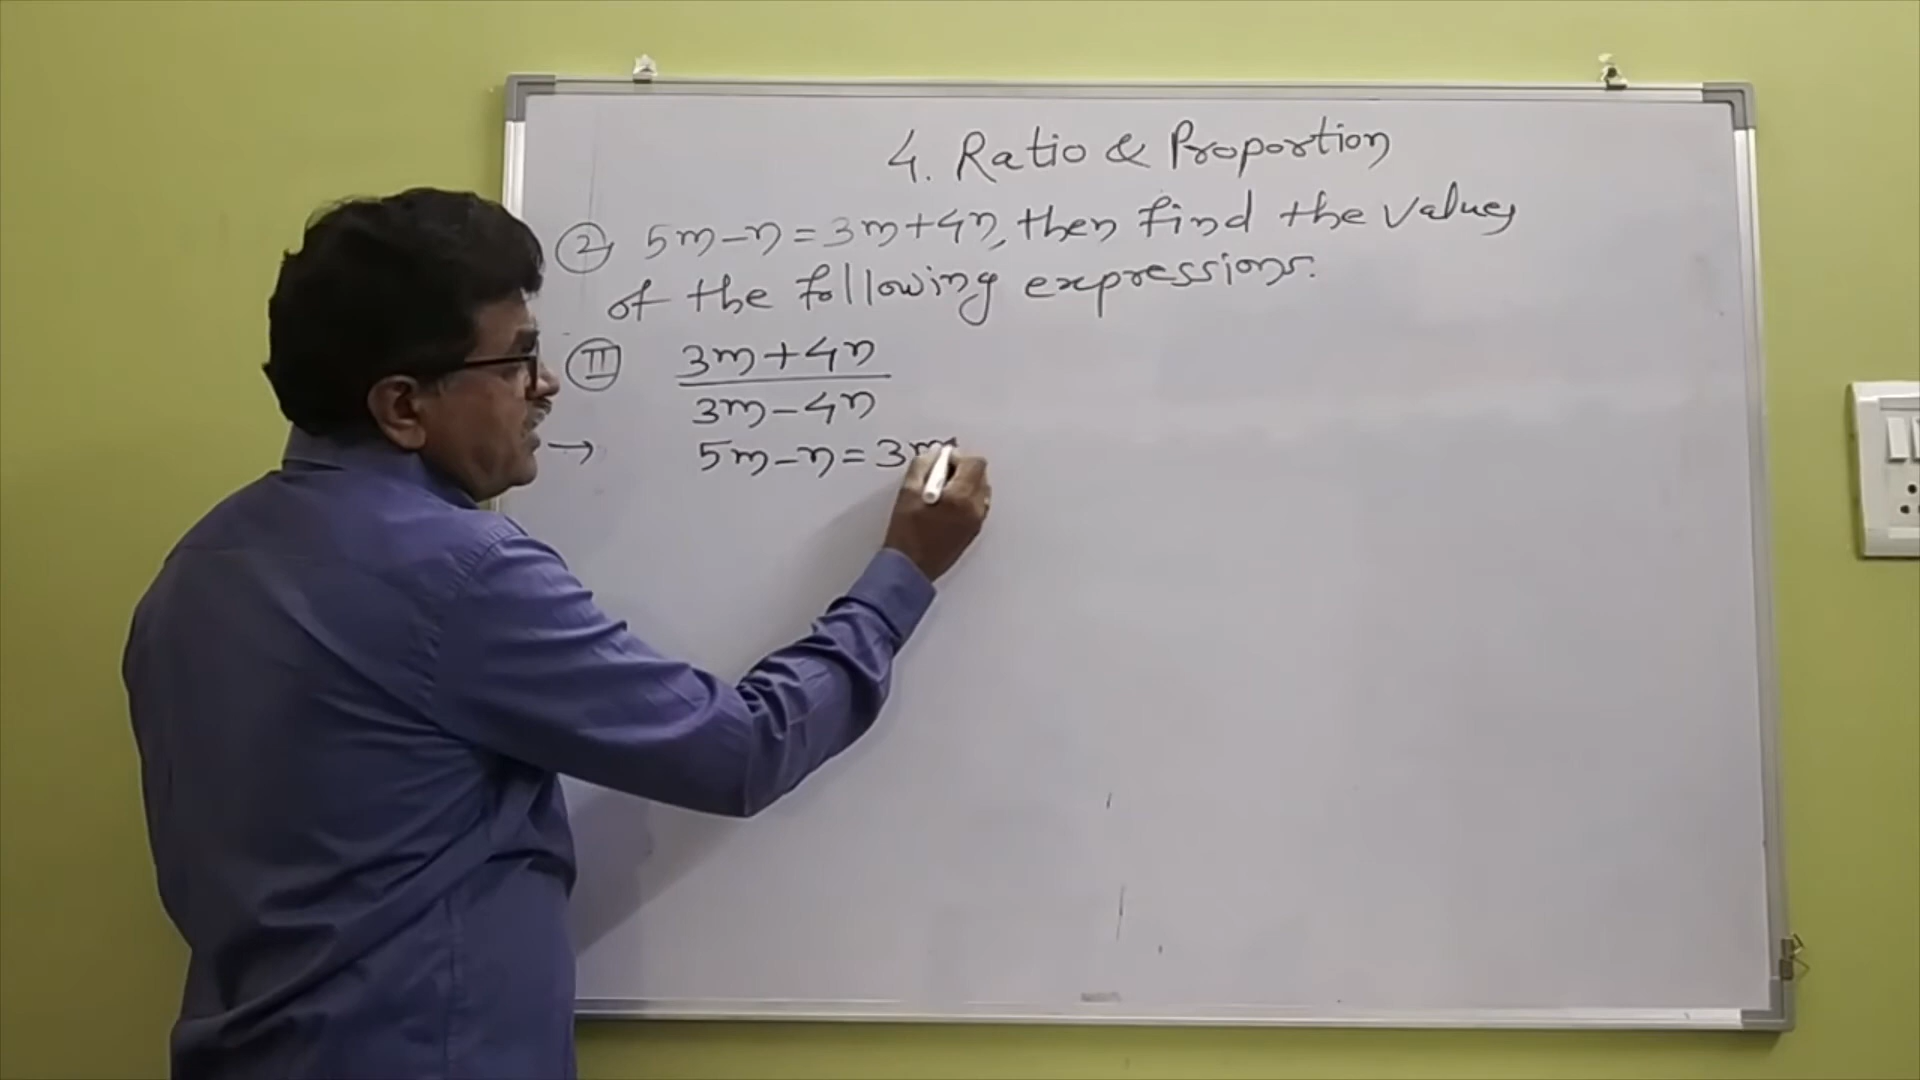 4. Ratio & Proportion
2) 5m-n=3m+4n, then find the values
of the following expressions.
III 3m+4n
3m-4n
→ 5m-n=3m